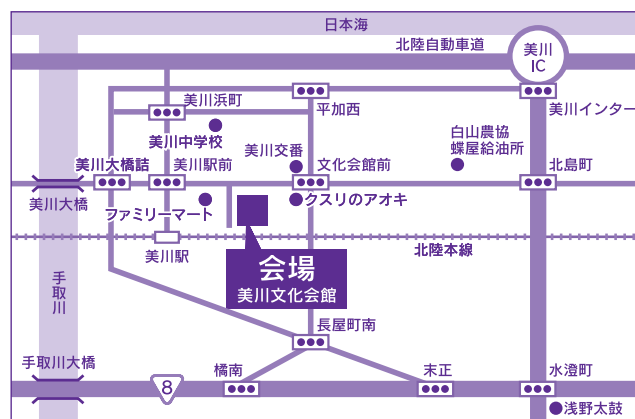 日本海
北陸自動車道
美川
IC
美川浜町
平加西
美川インター
美川中学校
美川交番
白山農協
蝶屋給油所
美川大橋詰
美川駅前
文化会館前
北島町
美川大橋
ファミリーマート
クスリのアオキ
美川駅
北陸本線
会場
美川文化会館
手取川
長屋町南
手取川大橋
8
橘南
末正
水澄町
浅野太鼓